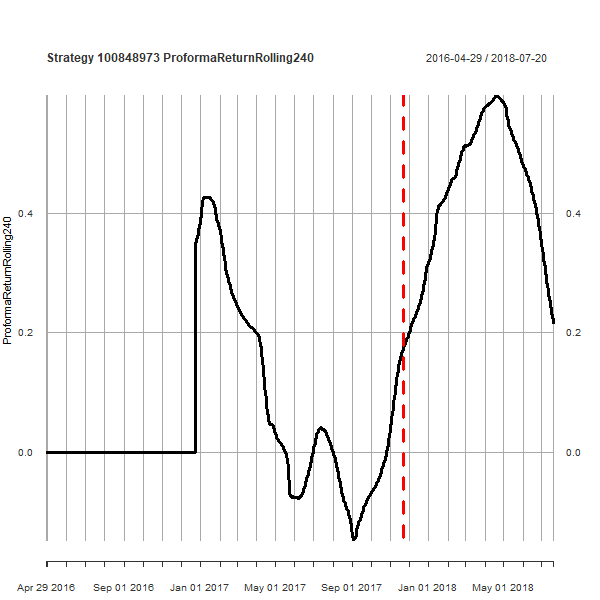 Strategy 100848973 ProformaReturnRolling240
2016-04-29 / 2018-07-20
ProformaReturnRolling240
0.4
0.4
0.2
0.2
0.0
0.0
Apr 29 2016
Sep 01 2016
Jan 01 2017
May 01 2017
Sep 01 2017
Jan 01 2018
May 01 2018